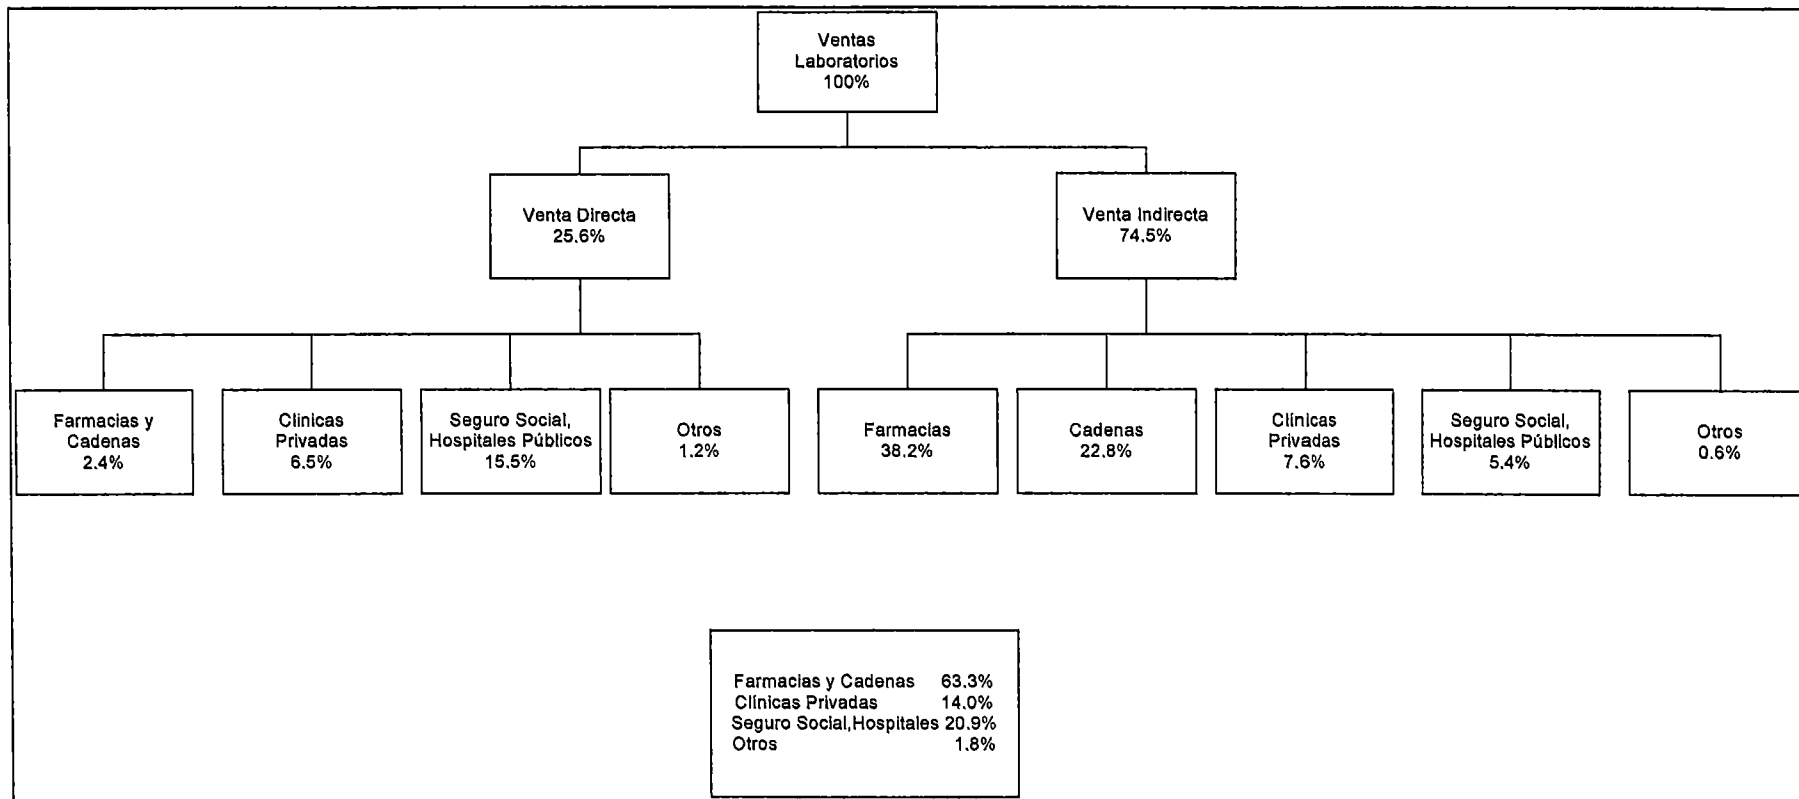 Ventas
Laboratorios
100%
Venta Directa
25.6%
Venta Indirecta
74.5%
Farmacias y
Cadenas
2.4%
Clínicas
Privadas
6.5%
Seguro Social,
Hospitales Públicos
15.5%
Otros
1.2%
Farmacias
38.2%
Cadenas
22.8%
Clínicas
Privadas
7.6%
Seguro Social,
Hospitales Públicos
5.4%
Otros
0.6%
Farmacias y Cadenas 63.3%
Clínicas Privadas 14.0%
Seguro Social,Hospitales 20.9%
Otros 1.8%